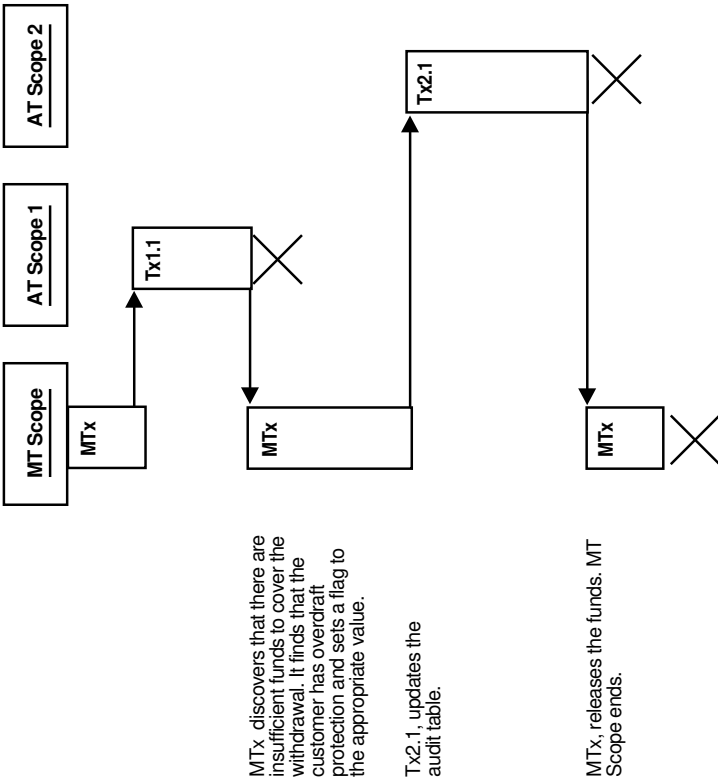 MT Scope
AT Scope 1
AT Scope 2
MTx
Tx1.1
MTx discovers that there are
insufficient funds to cover the
withdrawal. It finds that the
customer has overdraft
protection and sets a flag to
the appropriate value.
MTx
Tx2.1
Tx2.1, updates the
audit table.
MTx, releases the funds. MT
Scope ends.
MTx